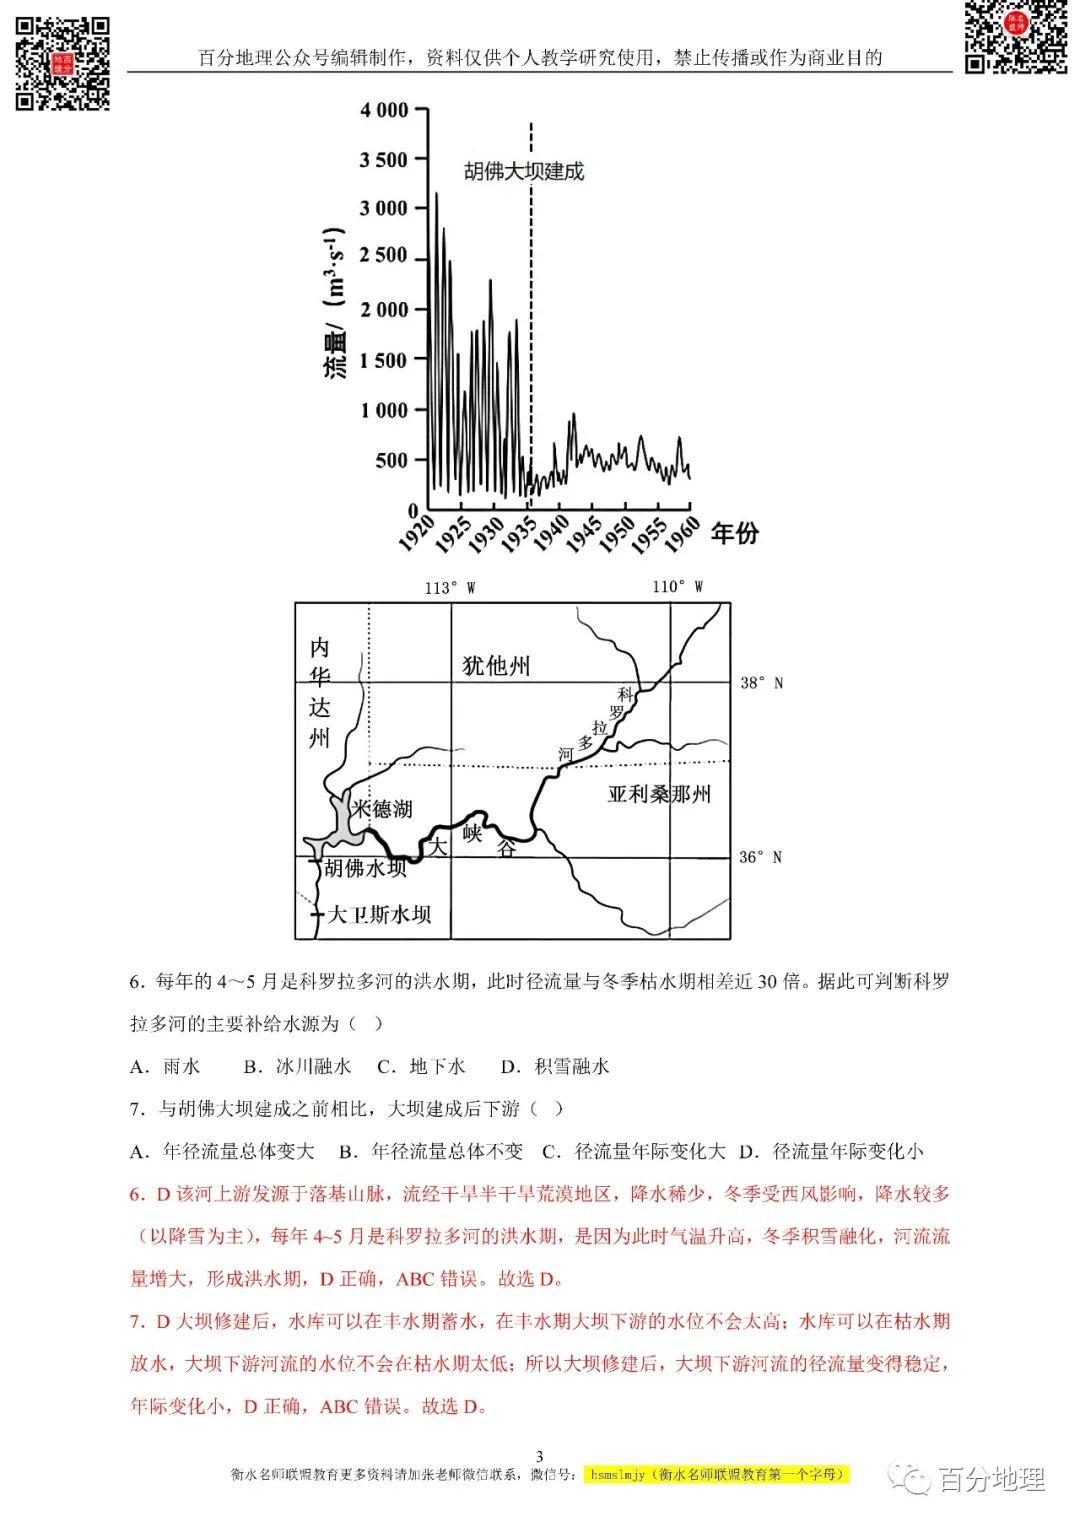 百分地理公众号编辑制作，资料仅供个人教学研究使用，禁止传播或作为商业目的
地百
理分
联名
盟师
4 000
3 500
3 000
2 500
2 000
1 500
1 000
500
0
流量/（m³·s⁻¹）
胡佛大坝建成
1920 1925 1930 1935 1940 1945 1950 1955 1960 年份
113° W 110° W
内华达州
犹他州
38° N
科罗拉多河
亚利桑那州
米德湖
大峡谷
36° N
胡佛水坝
大卫斯水坝
6．每年的 4～5 月是科罗拉多河的洪水期，此时径流量与冬季枯水期相差近 30 倍。据此可判断科罗
拉多河的主要补给水源为（ ）
A．雨水 B．冰川融水 C．地下水 D．积雪融水
7．与胡佛大坝建成之前相比，大坝建成后下游（ ）
A．年径流量总体变大 B．年径流量总体不变 C．径流量年际变化大 D．径流量年际变化小
6．D 该河上游发源于落基山脉，流经干旱半干旱荒漠地区，降水稀少，冬季受西风影响，降水较多
（以降雪为主），每年 4~5 月是科罗拉多河的洪水期，是因为此时气温升高，冬季积雪融化，河流流
量增大，形成洪水期，D 正确，ABC 错误。故选 D。
7．D 大坝修建后，水库可以在丰水期蓄水，在丰水期大坝下游的水位不会太高；水库可以在枯水期
放水，大坝下游河流的水位不会在枯水期太低；所以大坝修建后，大坝下游河流的径流量变得稳定，
年际变化小，D 正确，ABC 错误。故选 D。
3
衡水名师联盟教育更多资料请加张老师微信联系，微信号： hsmslmjy（衡水名师联盟教育第一个字母）
百分地理